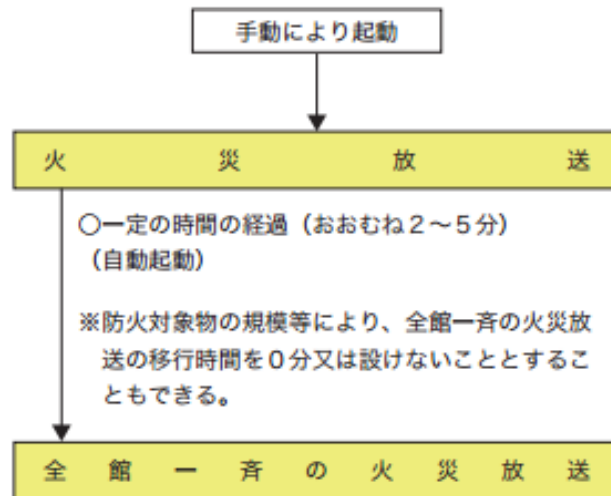 手動により起動
火災放送
○一定の時間の経過（おおむね２～５分）
（自動起動）
※防火対象物の規模等により、全館一斉の火災放
送の移行時間を０分又は設けないこととするこ
ともできる。
全館一斉の火災放送